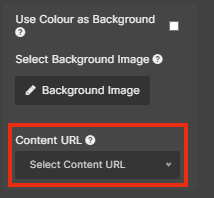 Use Colour as Background
?
Select Background Image ?
Background Image
Content URL ?
Select Content URL